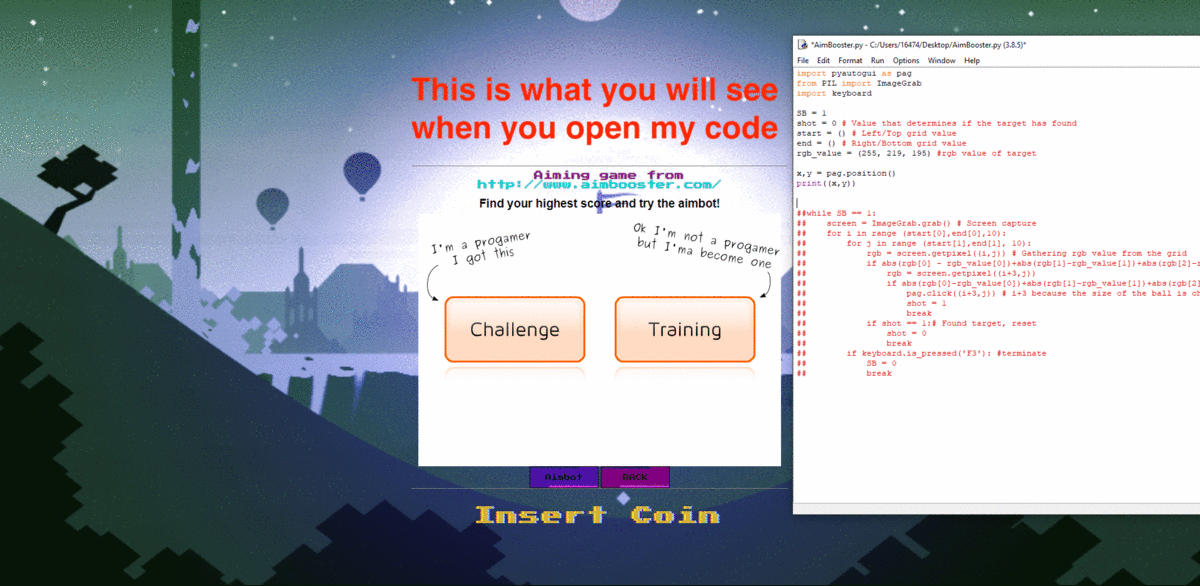 This is what you will see
when you open my code
Aiming game from
http://www.aimbooster.com/
Find your highest score and try the aimbot!
I'm a progamer
I got this
Ok I'm not a progamer
but I'ma become one
Challenge
Training
Aimbot
BACK
Insert Coin
*AimBooster.py - C:/Users/16474/Desktop/AimBooster.py (3.8.5)*
File Edit Format Run Options Window Help
import pyautogui as pag
from PIL import ImageGrab
import keyboard
SB = 1
shot = 0 # Value that determines if the target has found
start = () # Left/Top grid value
end = () # Right/Bottom grid value
rgb_value = (255, 219, 195) #rgb value of target
x,y = pag.position()
print((x,y))
##while SB == 1:
##    screen = ImageGrab.grab() # Screen capture
##    for i in range (start[0],end[0],10):
##        for j in range (start[1],end[1], 10):
##            rgb = screen.getpixel((i,j)) # Gathering rgb value from the grid
##            if abs(rgb[0] - rgb_value[0])+abs(rgb[1]-rgb_value[1])+abs(rgb[2]-r
##                rgb = screen.getpixel((i+3,j))
##                if abs(rgb[0]-rgb_value[0])+abs(rgb[1]-rgb_value[1])+abs(rgb[2]
##                    pag.click((i+3,j)) # i+3 because the size of the ball is ch
##                    shot = 1
##                    break
##            if shot == 1:# Found target, reset
##                shot = 0
##                break
##        if keyboard.is_pressed('F3'): #terminate
##            SB = 0
##            break